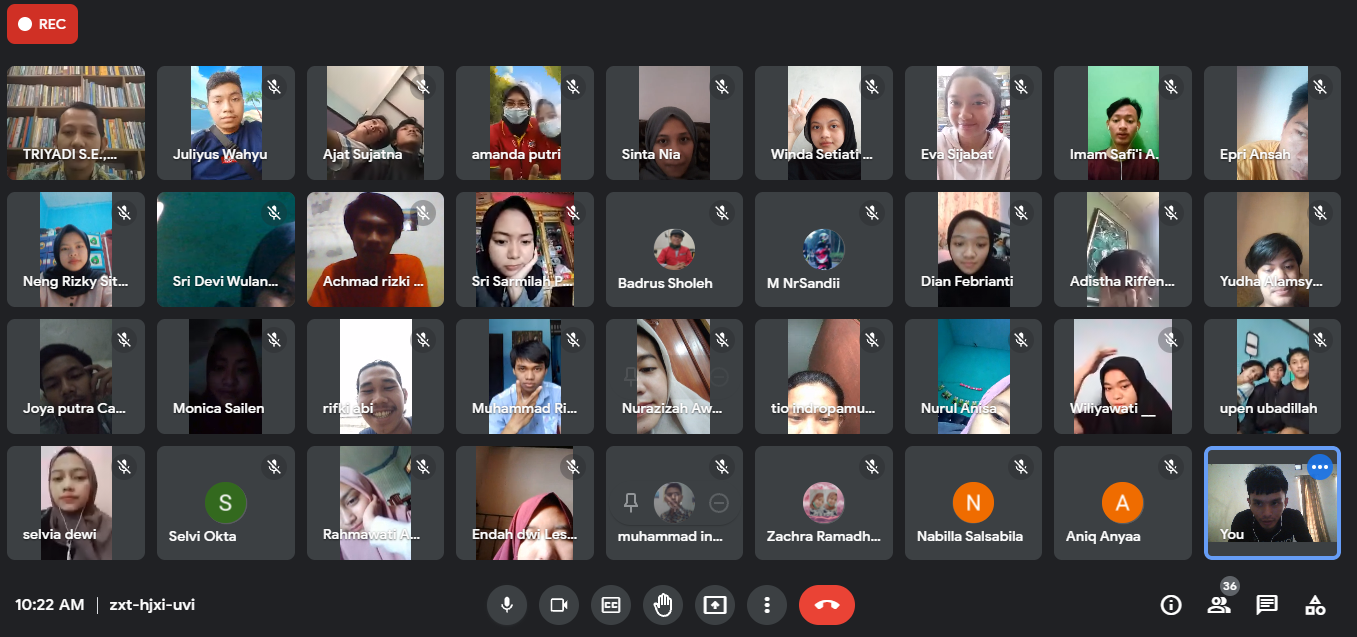 REC
TRIYADI S.E.,...
Juliyus Wahyu
Ajat Sujatna
amanda putri
Sinta Nia
Winda Setiati ...
Eva Sijabat
Imam Safi'i A.
Epri Ansah
Neng Rizky Sit...
Sri Devi Wulan...
Achmad rizki ...
Sri Sarmilah P...
Badrus Sholeh
M NrSandii
Dian Febrianti
Adistha Riffen...
Yudha Alamsy...
Joya putra Ca...
Monica Sailen
rifki abi
Muhammad Ri...
Nurazizah Aw...
tio indropamu...
Nurul Anisa
Wiliyawati __
upen ubadillah
selvia dewi
S
Selvi Okta
Rahmawati A...
Endah dwi Les...
muhammad in...
Zachra Ramadh...
N
Nabilla Salsabila
A
Aniq Anyaa
You
10:22 AM | zxt-hjxi-uvi
CC
36